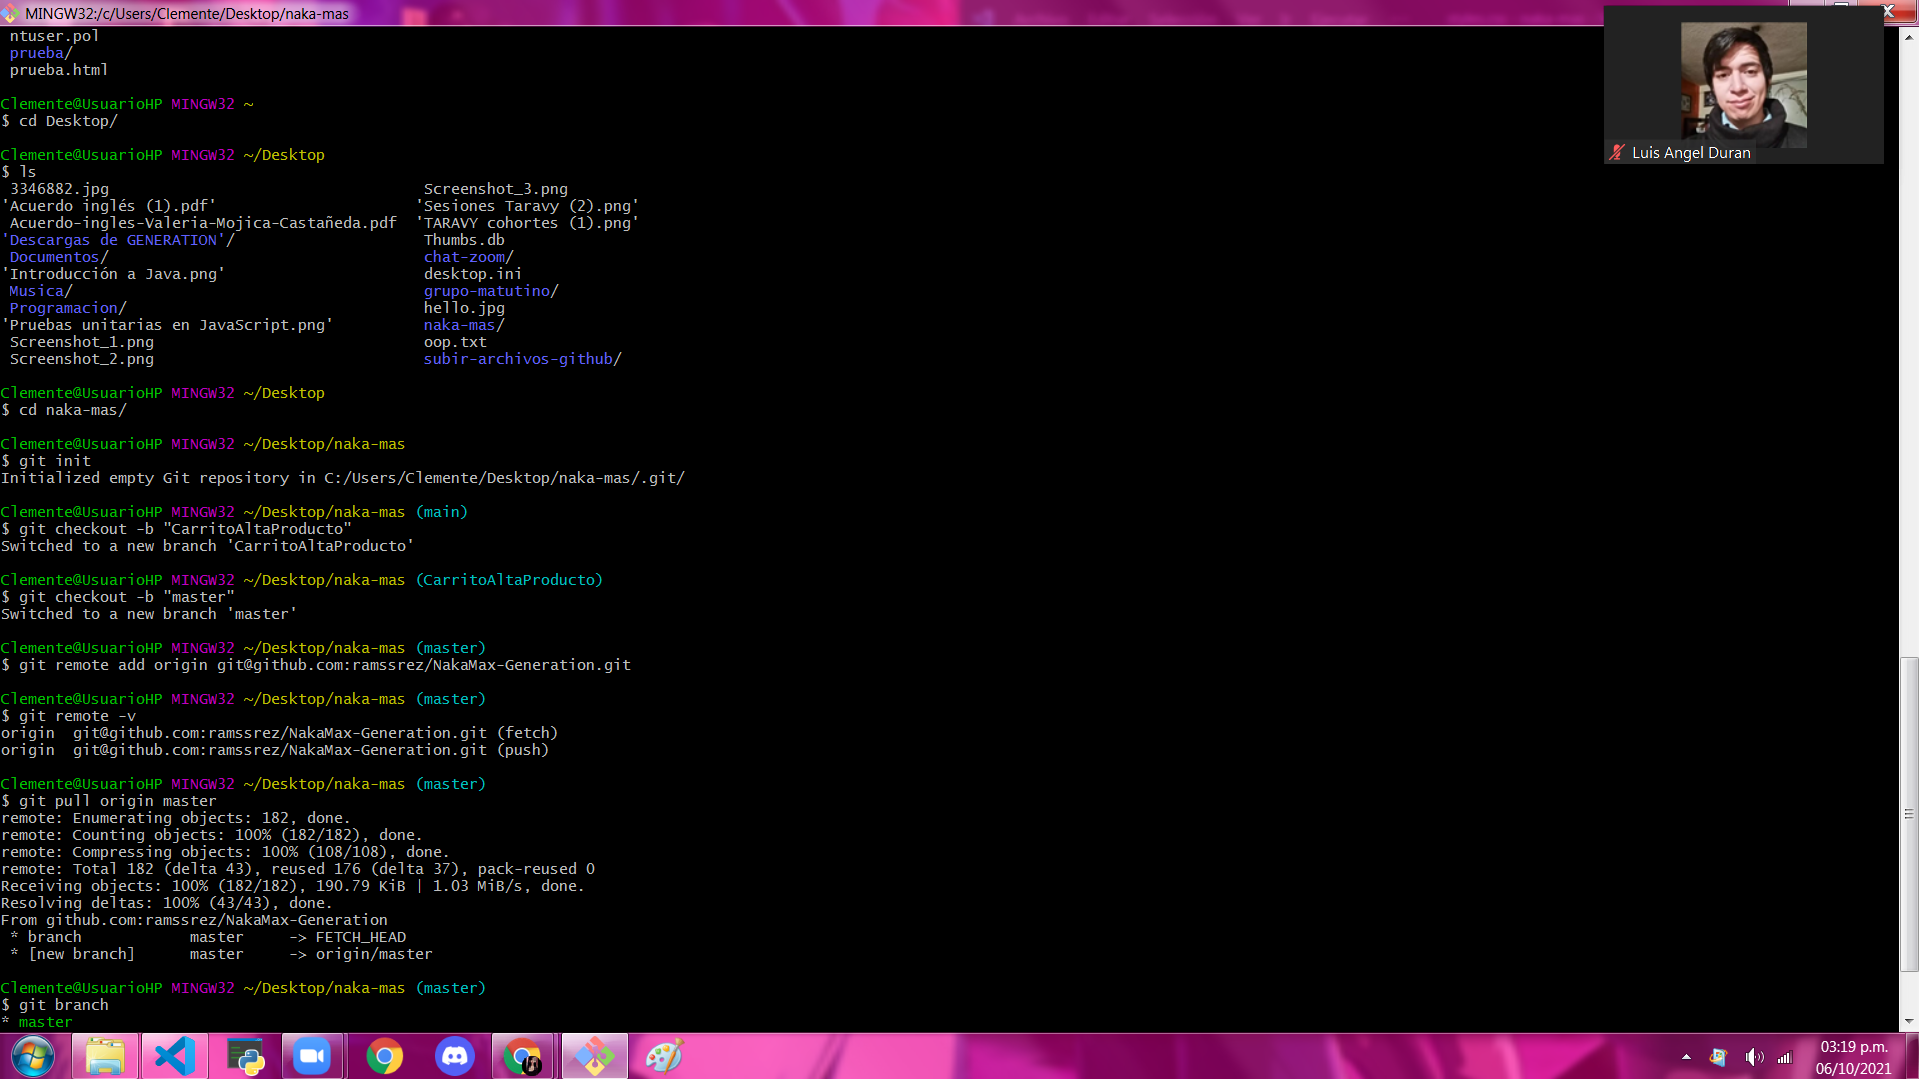 MINGW32:/c/Users/Clemente/Desktop/naka-mas
ntuser.pol
prueba/
prueba.html
Clemente@UsuarioHP MINGW32 ~
$ cd Desktop/
Clemente@UsuarioHP MINGW32 ~/Desktop
$ ls
3346882.jpg Screenshot_3.png
'Acuerdo inglés (1).pdf' 'Sesiones Taravy (2).png'
Acuerdo-ingles-Valeria-Mojica-Castañeda.pdf 'TARAVY cohortes (1).png'
'Descargas de GENERATION'/ Thumbs.db
Documentos/ chat-zoom/
'Introducción a Java.png' desktop.ini
Musica/ grupo-matutino/
Programacion/ hello.jpg
'Pruebas unitarias en JavaScript.png' naka-mas/
Screenshot_1.png oop.txt
Screenshot_2.png subir-archivos-github/
Clemente@UsuarioHP MINGW32 ~/Desktop
$ cd naka-mas/
Clemente@UsuarioHP MINGW32 ~/Desktop/naka-mas
$ git init
Initialized empty Git repository in C:/Users/Clemente/Desktop/naka-mas/.git/
Clemente@UsuarioHP MINGW32 ~/Desktop/naka-mas (main)
$ git checkout -b "CarritoAltaProducto"
Switched to a new branch 'CarritoAltaProducto'
Clemente@UsuarioHP MINGW32 ~/Desktop/naka-mas (CarritoAltaProducto)
$ git checkout -b "master"
Switched to a new branch 'master'
Clemente@UsuarioHP MINGW32 ~/Desktop/naka-mas (master)
$ git remote add origin git@github.com:ramssrez/NakaMax-Generation.git
Clemente@UsuarioHP MINGW32 ~/Desktop/naka-mas (master)
$ git remote -v
origin git@github.com:ramssrez/NakaMax-Generation.git (fetch)
origin git@github.com:ramssrez/NakaMax-Generation.git (push)
Clemente@UsuarioHP MINGW32 ~/Desktop/naka-mas (master)
$ git pull origin master
remote: Enumerating objects: 182, done.
remote: Counting objects: 100% (182/182), done.
remote: Compressing objects: 100% (108/108), done.
remote: Total 182 (delta 43), reused 176 (delta 37), pack-reused 0
Receiving objects: 100% (182/182), 190.79 KiB | 1.03 MiB/s, done.
Resolving deltas: 100% (43/43), done.
From github.com:ramssrez/NakaMax-Generation
* branch master -> FETCH_HEAD
* [new branch] master -> origin/master
Clemente@UsuarioHP MINGW32 ~/Desktop/naka-mas (master)
$ git branch
* master
Luis Angel Duran
03:19 p.m.
06/10/2021